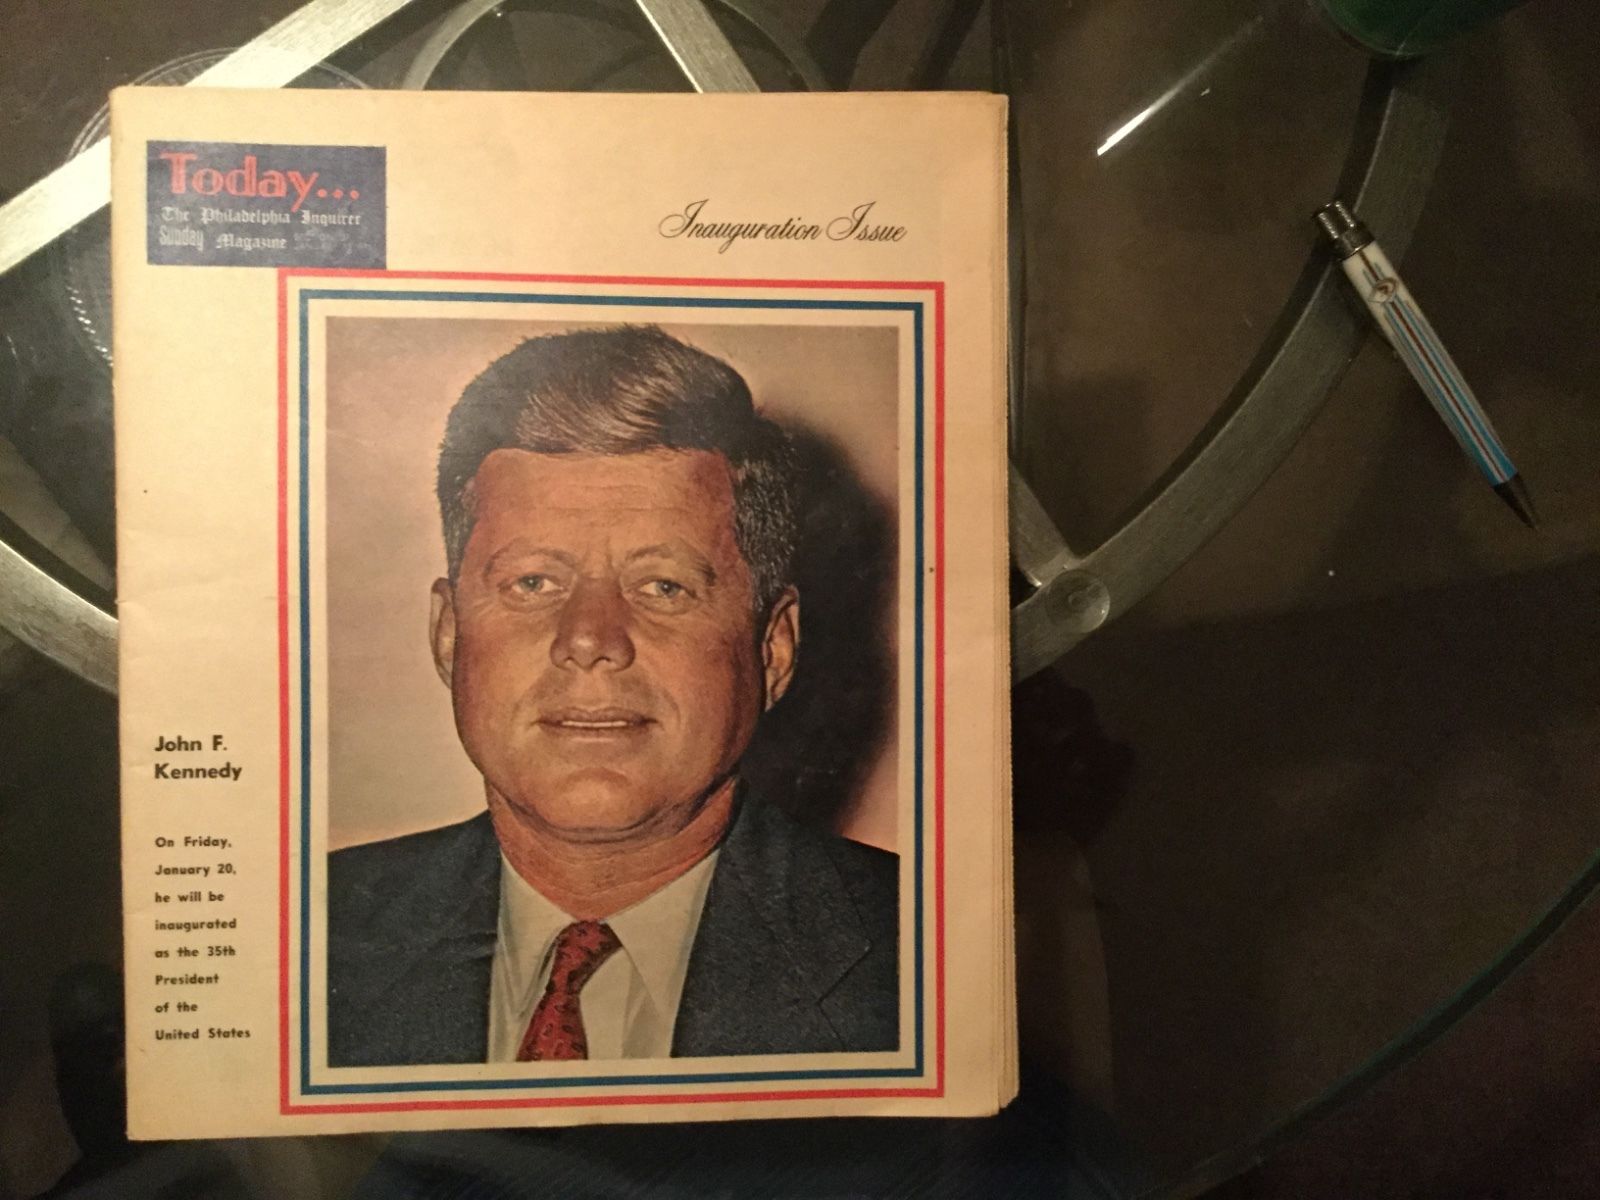 Today...
The Philadelphia Inquirer
Sunday Magazine
Inauguration Issue
John F.
Kennedy
On Friday,
January 20,
he will be
inaugurated
as the 35th
President
of the
United States